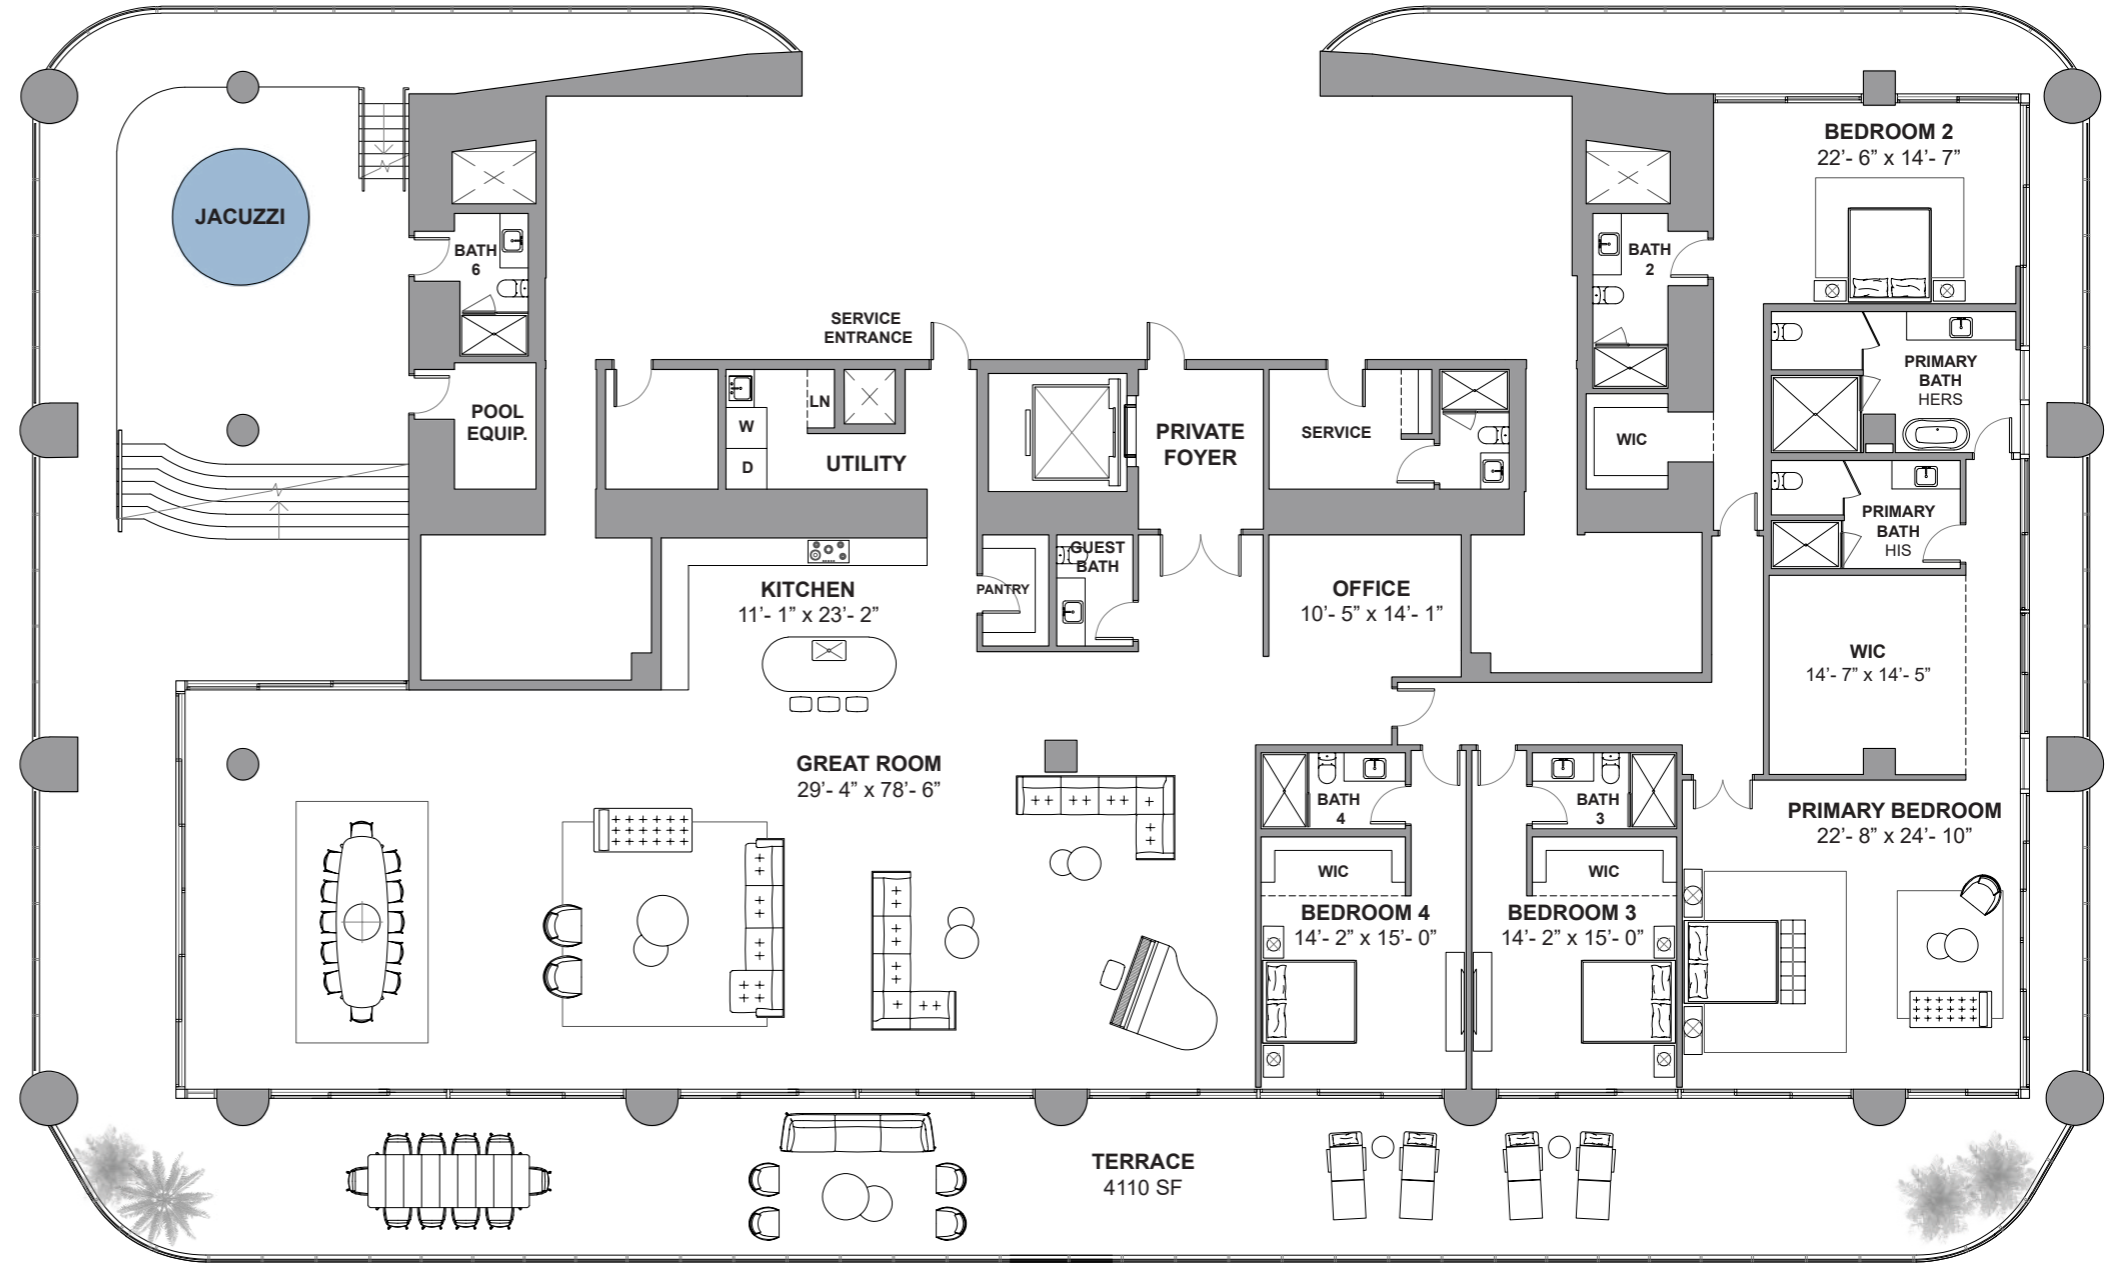 BEDROOM 2
22'- 6" x 14'- 7"
JACUZZI
BATH
6
BATH
2
SERVICE
ENTRANCE
PRIMARY
BATH
HERS
LN
W
D
UTILITY
POOL
EQUIP.
PRIVATE
FOYER
SERVICE
WIC
PRIMARY
BATH
HIS
GUEST
BATH
PANTRY
KITCHEN
11'- 1" x 23'- 2"
OFFICE
10'- 5" x 14'- 1"
WIC
14'- 7" x 14'- 5"
GREAT ROOM
29'- 4" x 78'- 6"
BATH
4
BATH
3
PRIMARY BEDROOM
22'- 8" x 24'- 10"
WIC
WIC
BEDROOM 4
14'- 2" x 15'- 0"
BEDROOM 3
14'- 2" x 15'- 0"
TERRACE
4110 SF